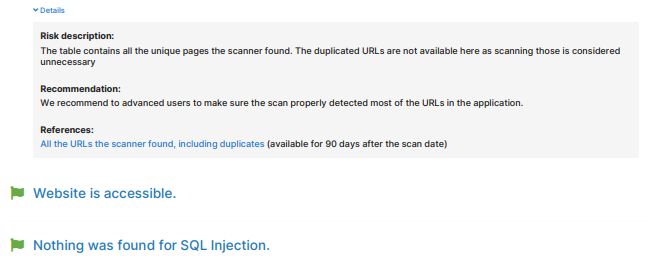 Details
Risk description:
The table contains all the unique pages the scanner found. The duplicated URLs are not available here as scanning those is considered
unnecessary
Recommendation:
We recommend to advanced users to make sure the scan properly detected most of the URLs in the application.
References:
All the URLs the scanner found, including duplicates (available for 90 days after the scan date)
Website is accessible.
Nothing was found for SQL Injection.